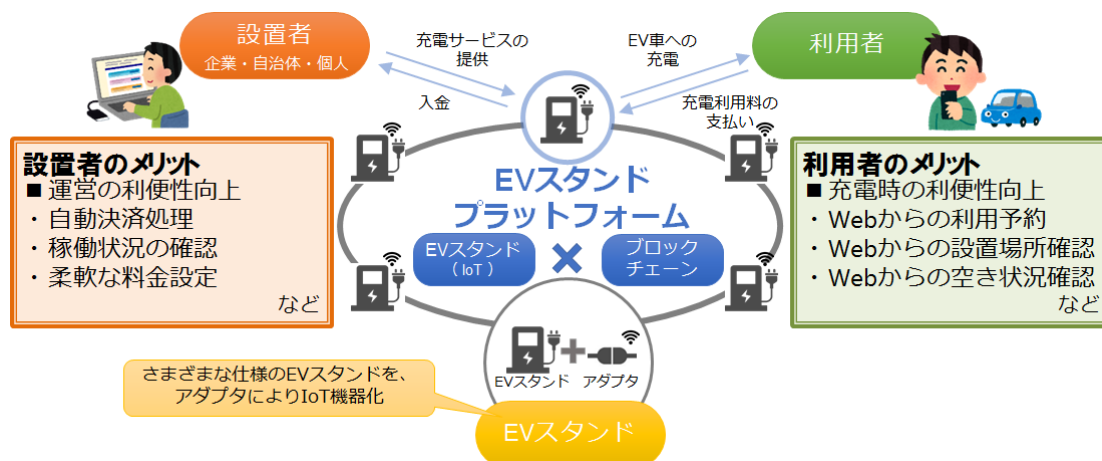 設置者
企業・自治体・個人
充電サービスの
提供
入金
EV車への
充電
充電利用料の
支払い
利用者
設置者のメリット
■ 運営の利便性向上
・ 自動決済処理
・ 稼働状況の確認
・ 柔軟な料金設定
など
EVスタンド
プラットフォーム
EVスタンド
(IoT)
ブロック
チェーン
利用者のメリット
■ 充電時の利便性向上
・ Webからの利用予約
・ Webからの設置場所確認
・ Webからの空き状況確認
など
EVスタンド
アダプタ
さまざまな仕様のEVスタンドを、
アダプタによりIoT機器化
EVスタンド